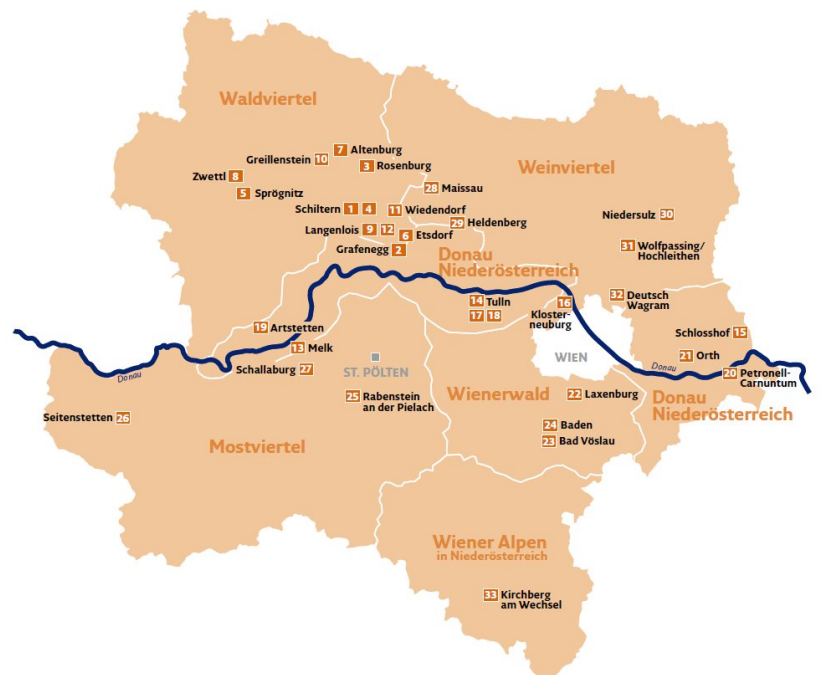 Waldviertel
7 Altenburg
Greillenstein 10
3 Rosenburg
Zwettl 8
5 Sprögnitz
Weinviertel
28 Maissau
Schiltern 1 4
11 Wiedendorf
29 Heldenberg
Niedersulz 30
Langenlois 9 12
6 Etsdorf
Grafenegg 2
31 Wolfpassing/
Hochleithen
Donau
Niederösterreich
14 Tulln
17 18
16
Kloster-
neuburg
32 Deutsch
Wagram
19 Artstetten
13 Melk
Schallaburg 27
ST. PÖLTEN
WIEN
Schlosshof 15
21 Orth
Donau
20 Petronell-
Carnuntum
Donau
25 Rabenstein
an der Pielach
Wienerwald
22 Laxenburg
Donau
Niederösterreich
Seitenstetten 26
24 Baden
23 Bad Vöslau
Mostviertel
Wiener Alpen
in Niederösterreich
33 Kirchberg
am Wechsel